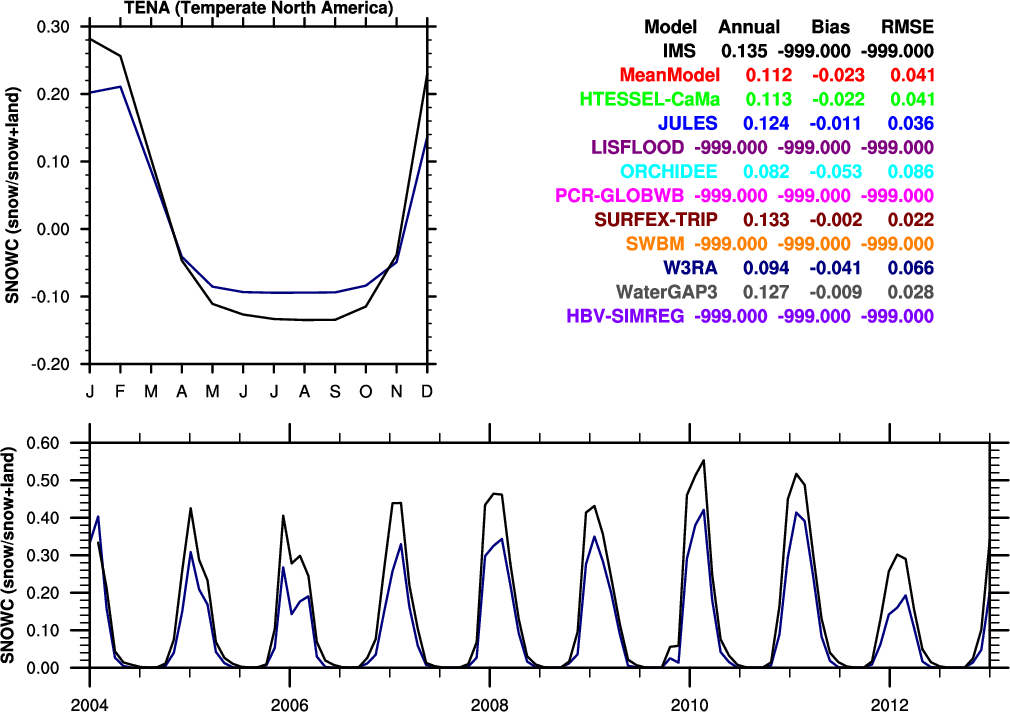 TENA (Temperate North America)
0.30
0.20
0.10
0.00
-0.10
-0.20
SNOWC (snow/snow+land)
J F M A M J J A S O N D
Model Annual Bias RMSE
IMS 0.135 -999.000 -999.000
MeanModel 0.112 -0.023 0.041
HTESSEL-CaMa 0.113 -0.022 0.041
JULES 0.124 -0.011 0.036
LISFLOOD -999.000 -999.000 -999.000
ORCHIDEE 0.082 -0.053 0.086
PCR-GLOBWB -999.000 -999.000 -999.000
SURFEX-TRIP 0.133 -0.002 0.022
SWBM -999.000 -999.000 -999.000
W3RA 0.094 -0.041 0.066
WaterGAP3 0.127 -0.009 0.028
HBV-SIMREG -999.000 -999.000 -999.000
0.60
0.50
0.40
0.30
0.20
0.10
0.00
SNOWC (snow/snow+land)
2004 2006 2008 2010 2012